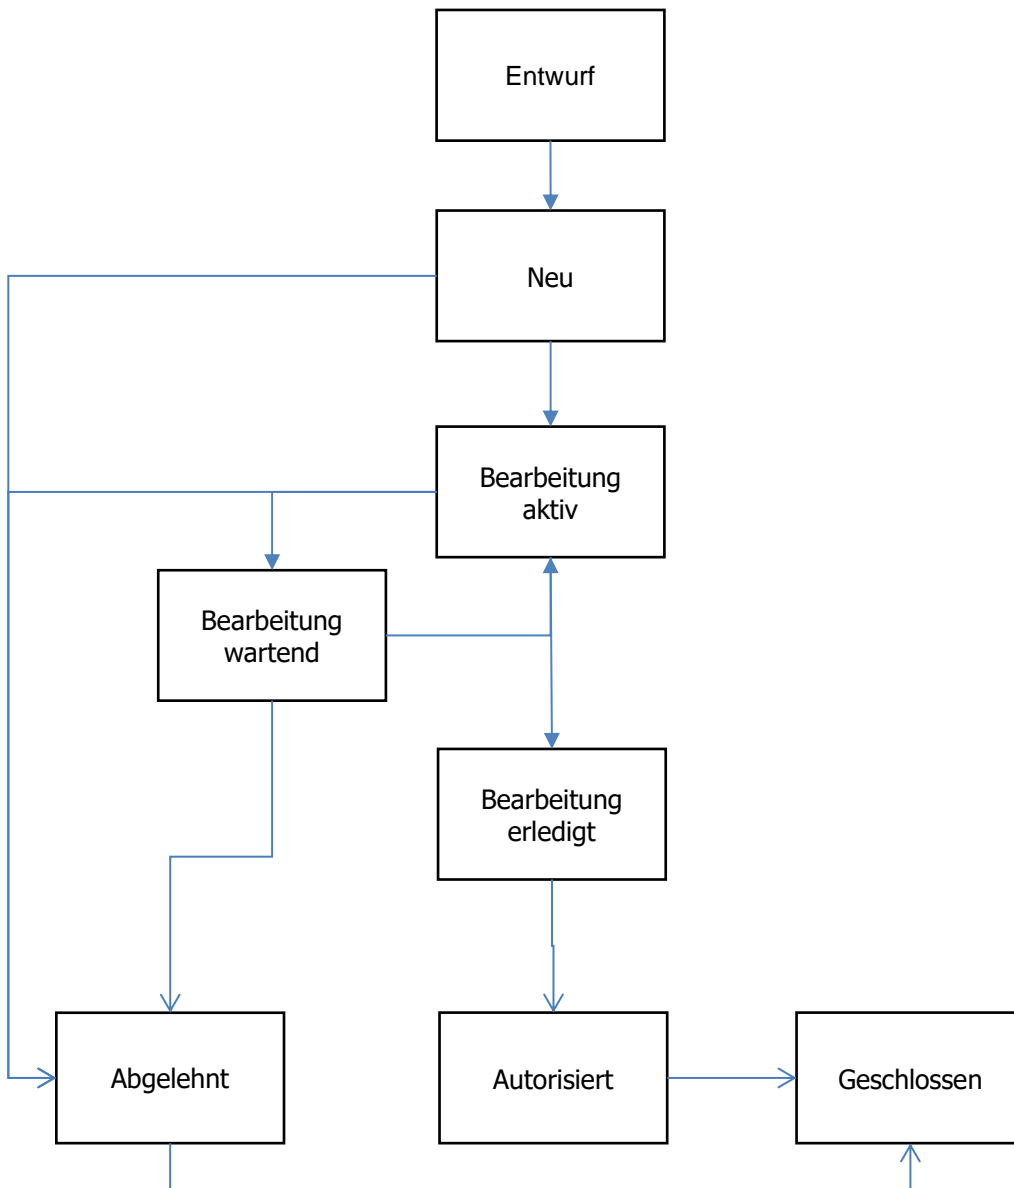 Entwurf
Neu
Bearbeitung
aktiv
Bearbeitung
wartend
Bearbeitung
erledigt
Abgelehnt
Autorisiert
Geschlossen